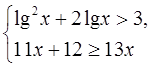 lg²x + 2lgx > 3,
11x + 12 ≥ 13x